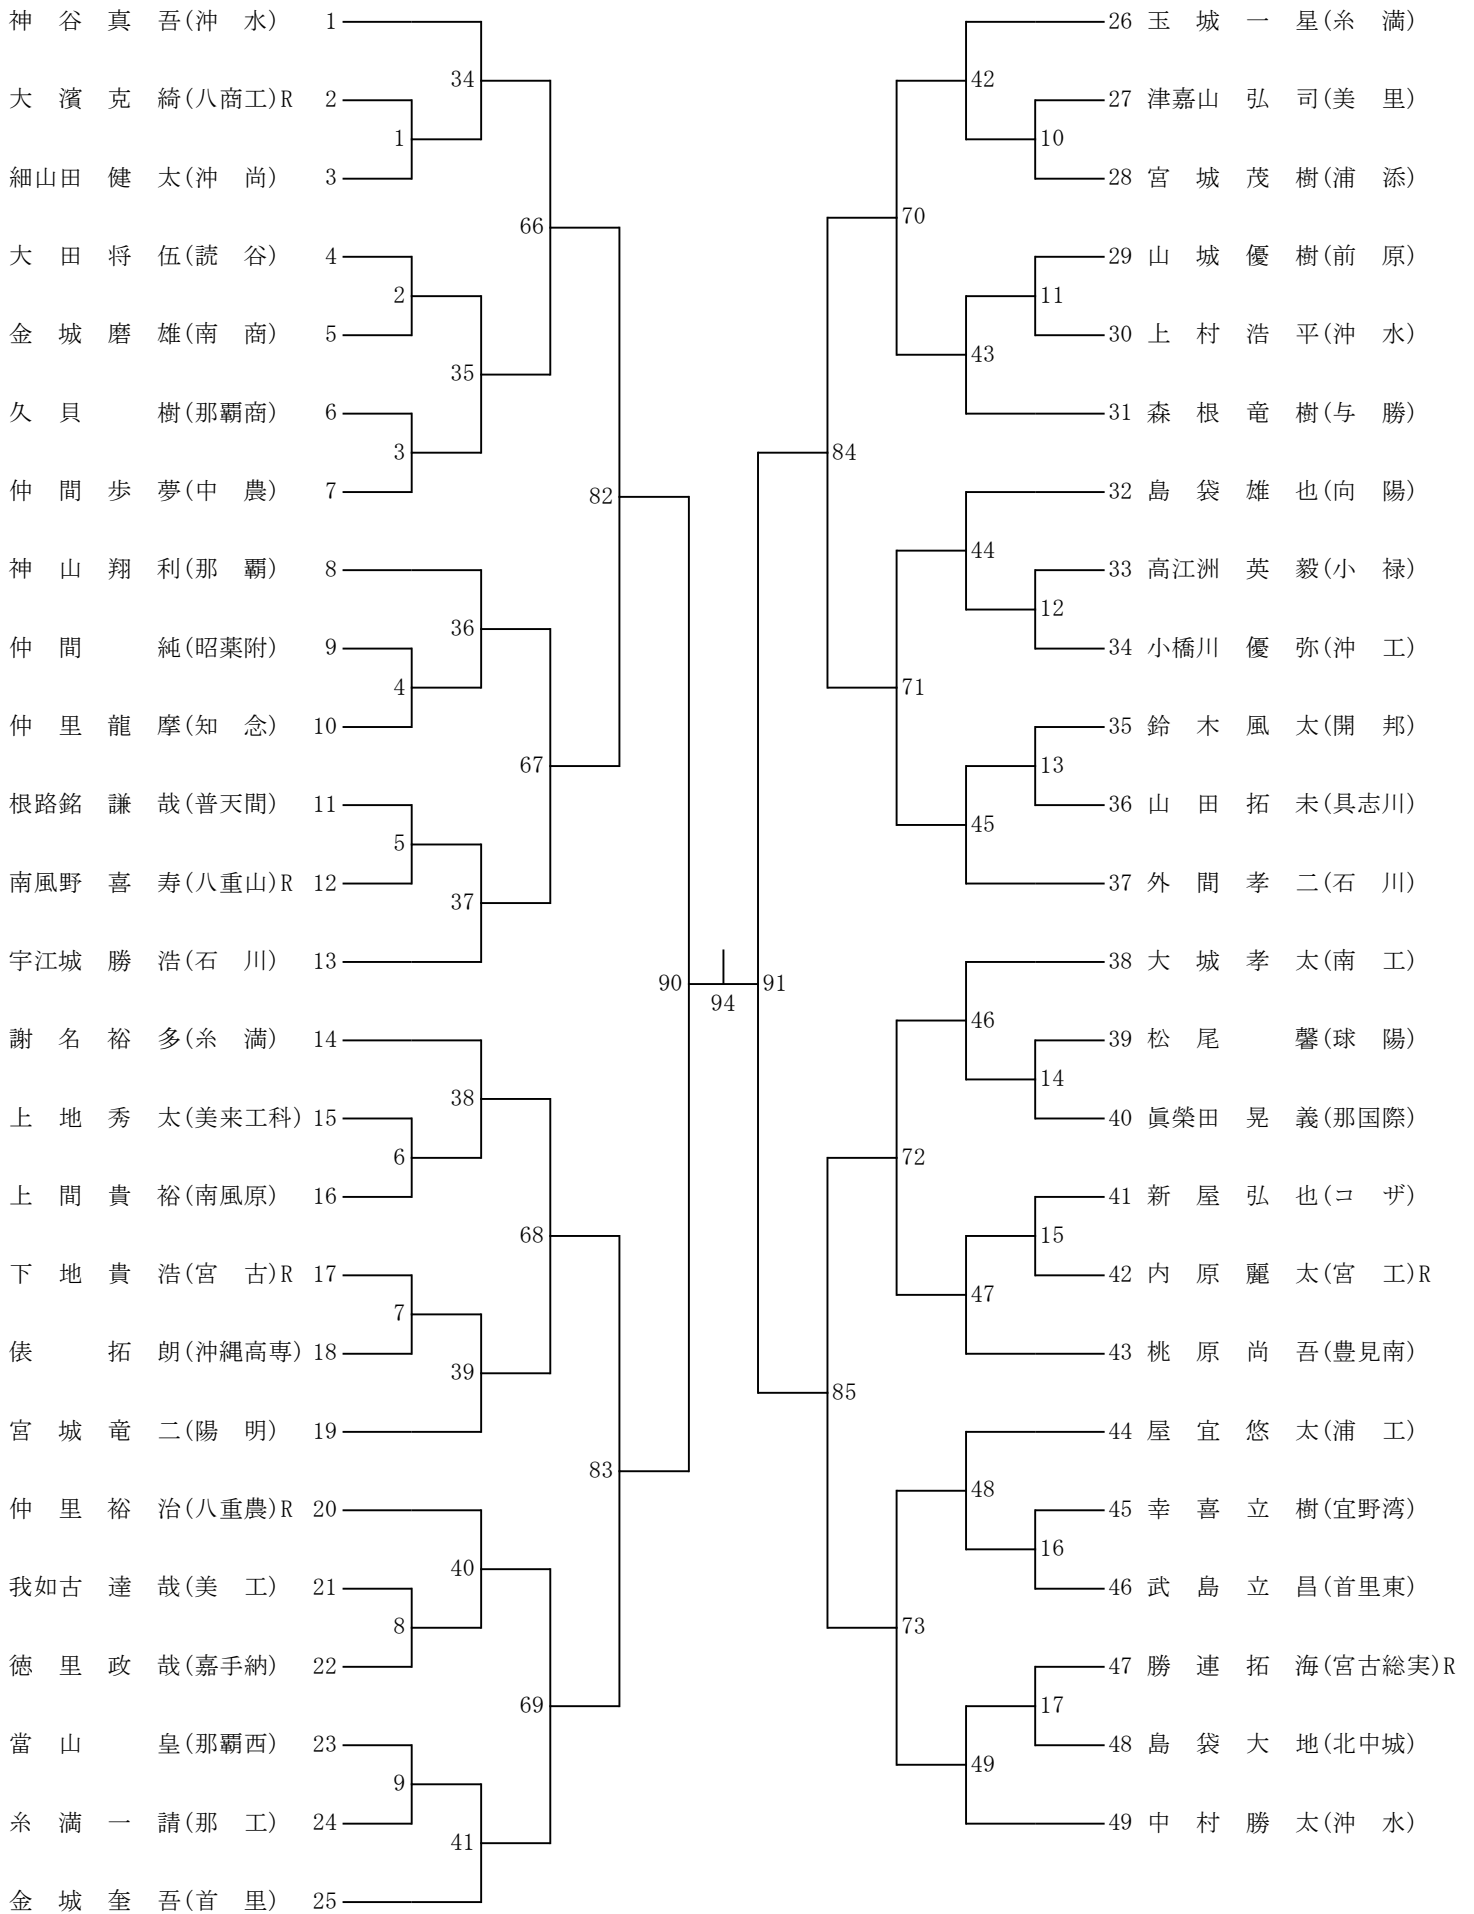 神　谷　真　吾(沖　水)　1
大　濱　克　綺(八商工)R　2
細山田　健　太(沖　尚)　3
大　田　将　伍(読　谷)　4
金　城　磨　雄(南　商)　5
久　貝　　　樹(那覇商)　6
仲　間　歩　夢(中　農)　7
神　山　翔　利(那　覇)　8
仲　間　　　純(昭薬附)　9
仲　里　龍　摩(知　念)　10
根路銘　謙　哉(普天間)　11
南風野　喜　寿(八重山)R　12
宇江城　勝　浩(石　川)　13
謝　名　裕　多(糸　満)　14
上　地　秀　太(美来工科)　15
上　間　貴　裕(南風原)　16
下　地　貴　浩(宮　古)R　17
俵　　　拓　朗(沖縄高専)　18
宮　城　竜　二(陽　明)　19
仲　里　裕　治(八重農)R　20
我如古　達　哉(美　工)　21
徳　里　政　哉(嘉手納)　22
當　山　　　皇(那覇西)　23
糸　満　一　請(那　工)　24
金　城　奎　吾(首　里)　25
1
2
3
4
5
6
7
8
9
34
35
36
37
38
39
40
41
66
67
68
69
82
83
90
94
91
84
85
70
71
72
73
42
43
44
45
46
47
48
49
10
11
12
13
14
15
16
17
26　玉　城　一　星(糸　満)
27　津嘉山　弘　司(美　里)
28　宮　城　茂　樹(浦　添)
29　山　城　優　樹(前　原)
30　上　村　浩　平(沖　水)
31　森　根　竜　樹(与　勝)
32　島　袋　雄　也(向　陽)
33　高江洲　英　毅(小　禄)
34　小橋川　優　弥(沖　工)
35　鈴　木　風　太(開　邦)
36　山　田　拓　未(具志川)
37　外　間　孝　二(石　川)
38　大　城　孝　太(南　工)
39　松　尾　　　馨(球　陽)
40　眞榮田　晃　義(那国際)
41　新　屋　弘　也(コ　ザ)
42　内　原　麗　太(宮　工)R
43　桃　原　尚　吾(豊見南)
44　屋　宜　悠　太(浦　工)
45　幸　喜　立　樹(宜野湾)
46　武　島　立　昌(首里東)
47　勝　連　拓　海(宮古総実)R
48　島　袋　大　地(北中城)
49　中　村　勝　太(沖　水)